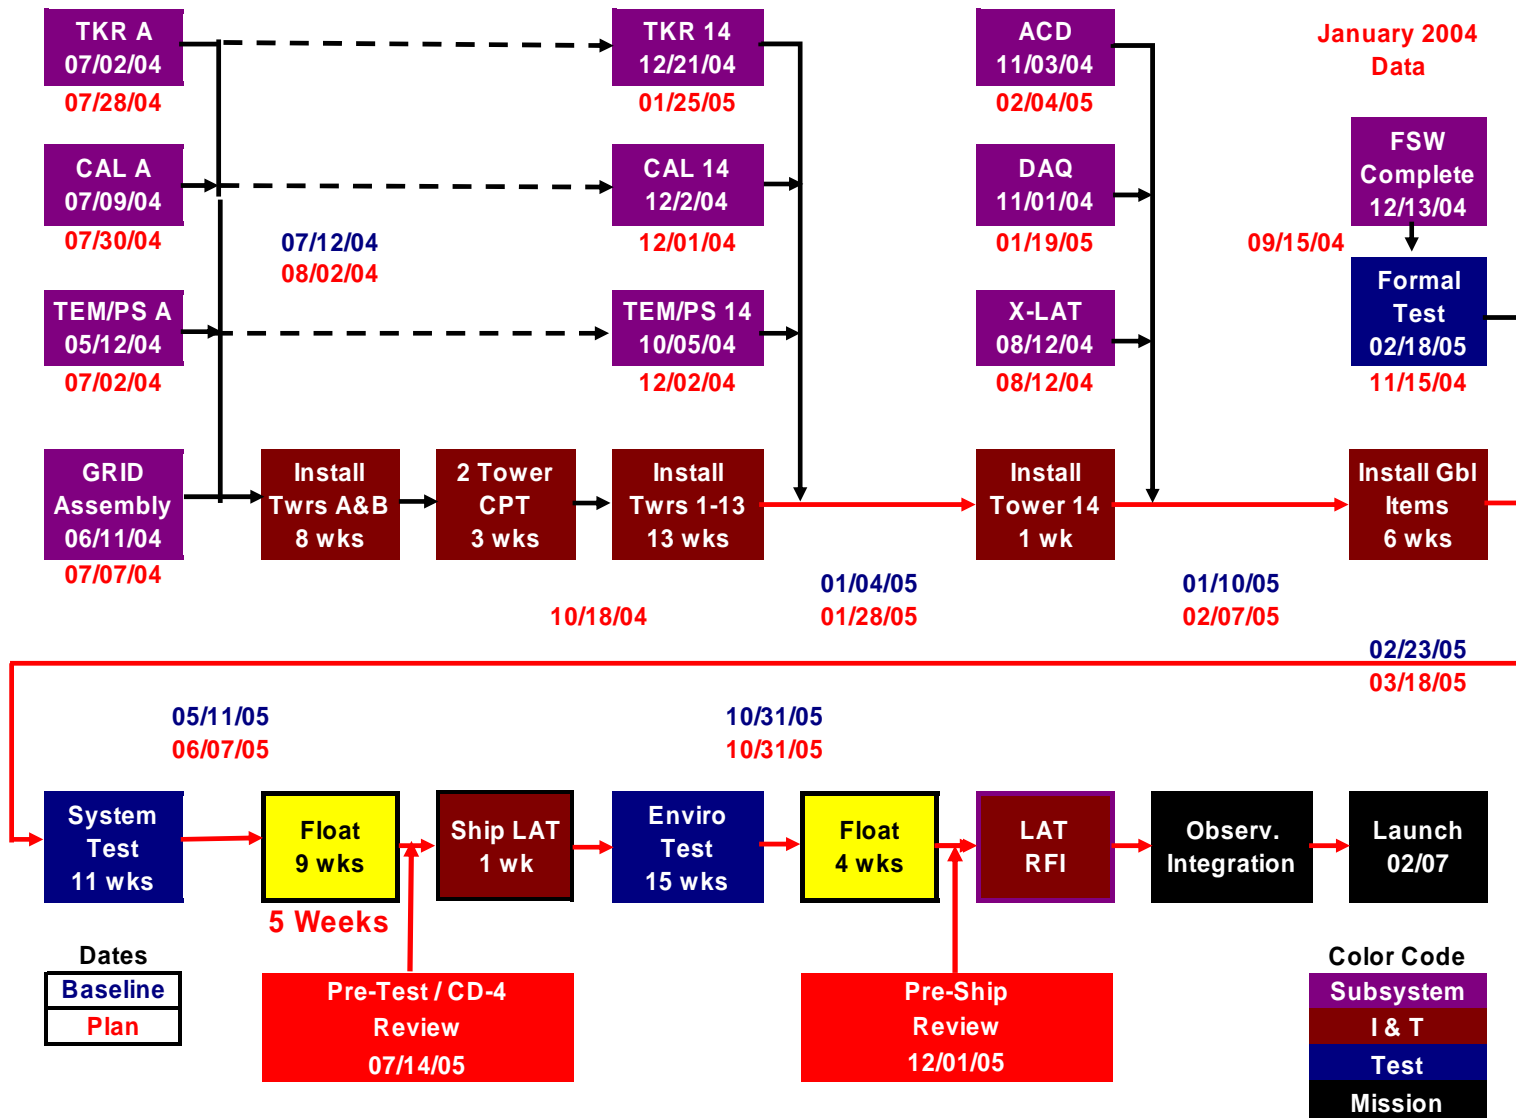 TKR A
07/02/04
07/28/04
TKR 14
12/21/04
01/25/05
ACD
11/03/04
02/04/05
January 2004
Data
CAL A
07/09/04
07/30/04
07/12/04
08/02/04
CAL 14
12/2/04
12/01/04
DAQ
11/01/04
01/19/05
FSW
Complete
12/13/04
09/15/04
TEM/PS A
05/12/04
07/02/04
TEM/PS 14
10/05/04
12/02/04
X-LAT
08/12/04
08/12/04
Formal
Test
02/18/05
11/15/04
GRID
Assembly
06/11/04
07/07/04
Install
Twrs A&B
8 wks
2 Tower
CPT
3 wks
Install
Twrs 1-13
13 wks
Install
Tower 14
1 wk
Install Gbl
Items
6 wks
10/18/04
01/04/05
01/28/05
01/10/05
02/07/05
02/23/05
03/18/05
05/11/05
06/07/05
10/31/05
10/31/05
System
Test
11 wks
Float
9 wks
5 Weeks
Ship LAT
1 wk
Enviro
Test
15 wks
Float
4 wks
LAT
RFI
Observ.
Integration
Launch
02/07
Dates
Baseline
Plan
Pre-Test / CD-4
Review
07/14/05
Pre-Ship
Review
12/01/05
Color Code
Subsystem
I & T
Test
Mission